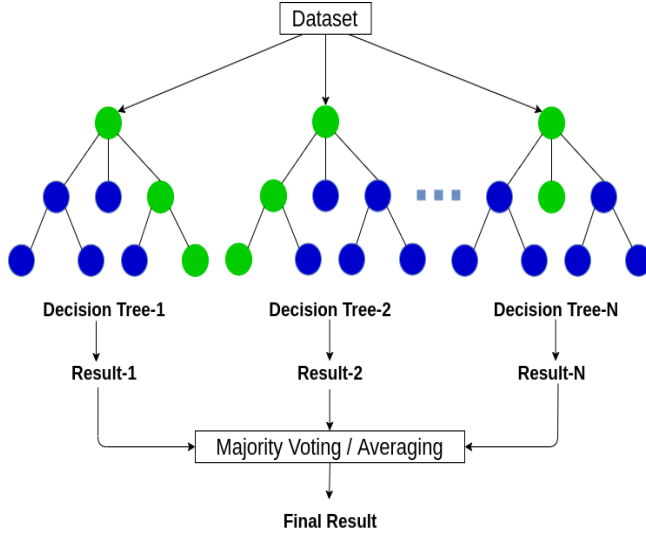 Dataset
Decision Tree-1
Decision Tree-2
Decision Tree-N
Result-1
Result-2
Result-N
Majority Voting / Averaging
Final Result